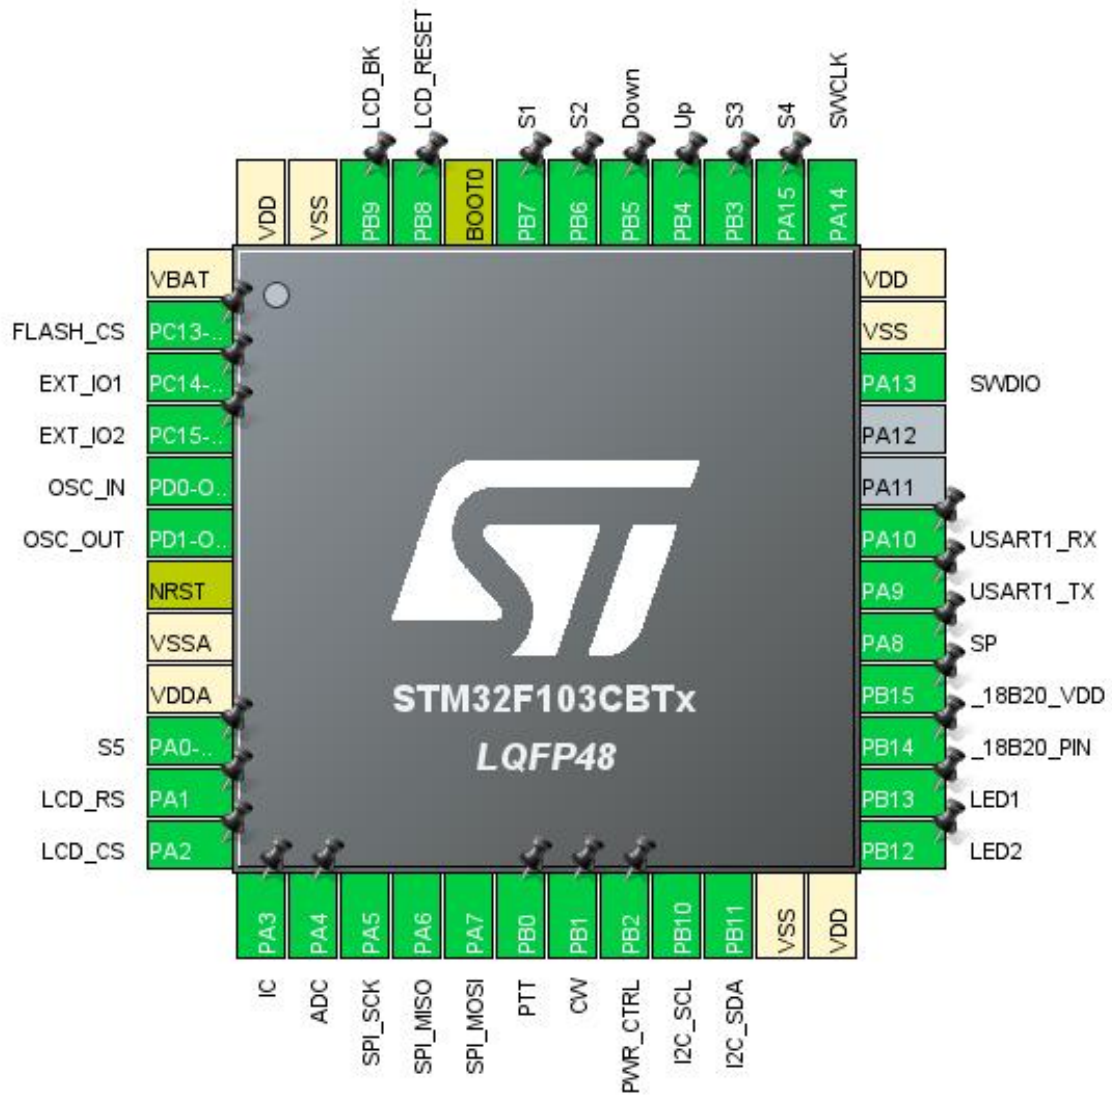 LCD_BK
LCD_RESET
S1
S2
Down
Up
S3
S4
SWCLK
VDD
VSS
PB9
PB8
BOOT0
PB7
PB6
PB5
PB4
PB3
PA15
PA14
VBAT
FLASH_CS PC13-..
EXT_IO1 PC14-..
EXT_IO2 PC15-..
OSC_IN PD0-O..
OSC_OUT PD1-O..
NRST
VSSA
VDDA
S5 PA0-..
LCD_RS PA1
LCD_CS PA2
STM32F103CBTx
LQFP48
VDD
VSS
PA13 SWDIO
PA12
PA11
PA10 USART1_RX
PA9 USART1_TX
PA8 SP
PB15 _18B20_VDD
PB14 _18B20_PIN
PB13 LED1
PB12 LED2
PA3
PA4
PA5
PA6
PA7
PB0
PB1
PB2
PB10
PB11
VSS
VDD
IC
ADC
SPI_SCK
SPI_MISO
SPI_MOSI
PTT
CW
PWR_CTRL
I2C_SCL
I2C_SDA